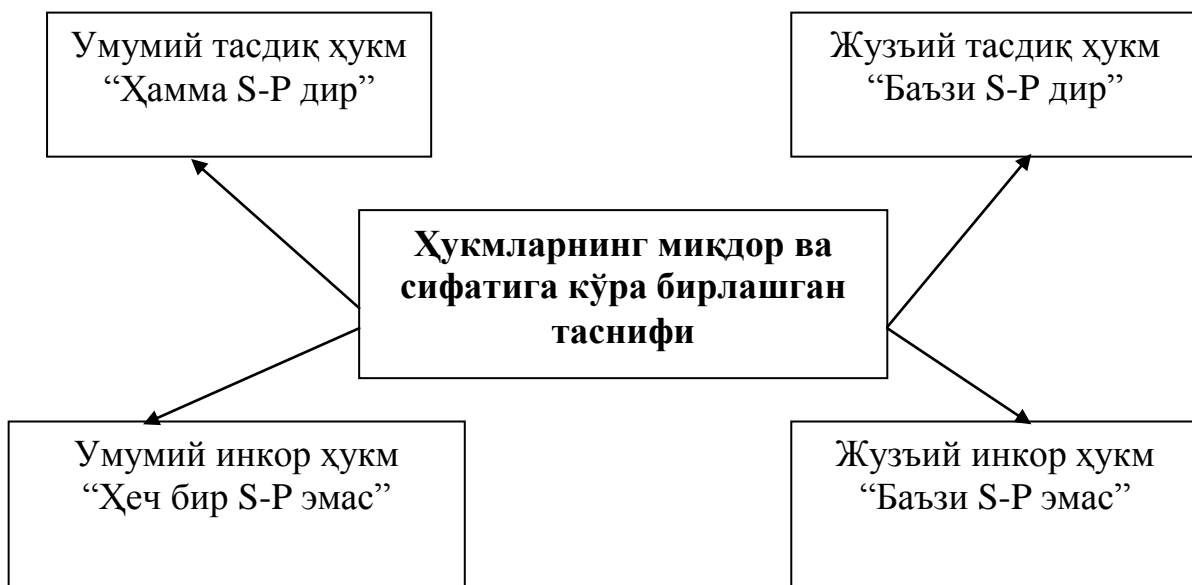 Умумий тасдиқ ҳукм
“Ҳамма S-P дир”
Жузъий тасдиқ ҳукм
“Баъзи S-P дир”
Ҳукмларнинг миқдор ва
сифатига кўра бирлашган
таснифи
Умумий инкор ҳукм
“Ҳеч бир S-P эмас”
Жузъий инкор ҳукм
“Баъзи S-P эмас”